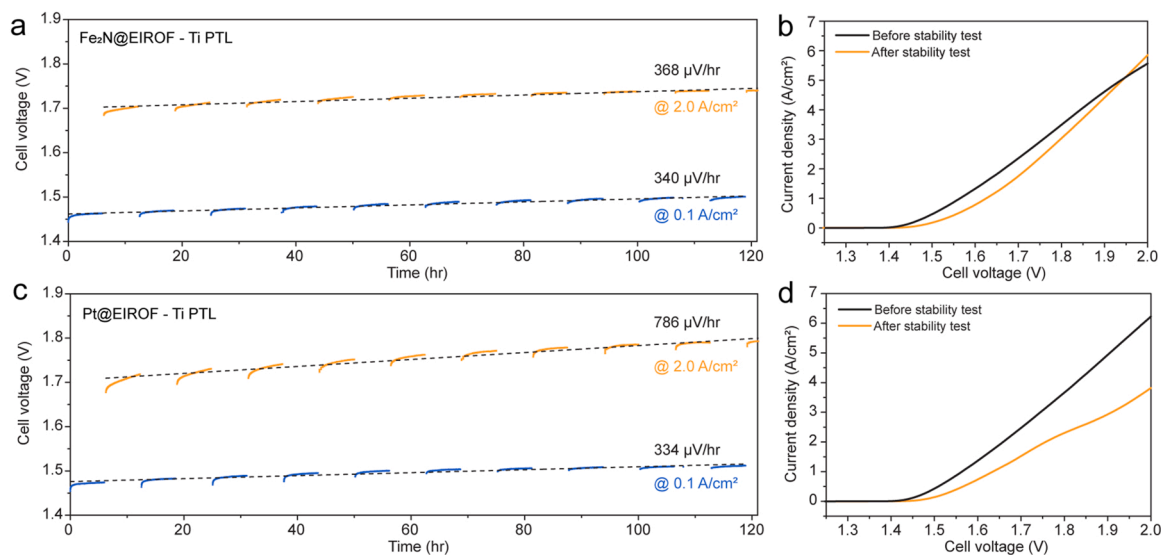 a
Fe₂N@EIROF - Ti PTL
368 µV/hr
@ 2.0 A/cm²
340 µV/hr
@ 0.1 A/cm²
1.9
1.8
1.7
1.6
1.5
1.4
Cell voltage (V)
0 20 40 60 80 100 120
Time (hr)
b
Before stability test
After stability test
7
6
5
4
3
2
1
0
Current density (A/cm²)
1.3 1.4 1.5 1.6 1.7 1.8 1.9 2.0
Cell voltage (V)
c
Pt@EIROF - Ti PTL
786 µV/hr
@ 2.0 A/cm²
334 µV/hr
@ 0.1 A/cm²
1.9
1.8
1.7
1.6
1.5
1.4
Cell voltage (V)
0 20 40 60 80 100 120
Time (hr)
d
Before stability test
After stability test
7
6
5
4
3
2
1
0
Current density (A/cm²)
1.3 1.4 1.5 1.6 1.7 1.8 1.9 2.0
Cell voltage (V)